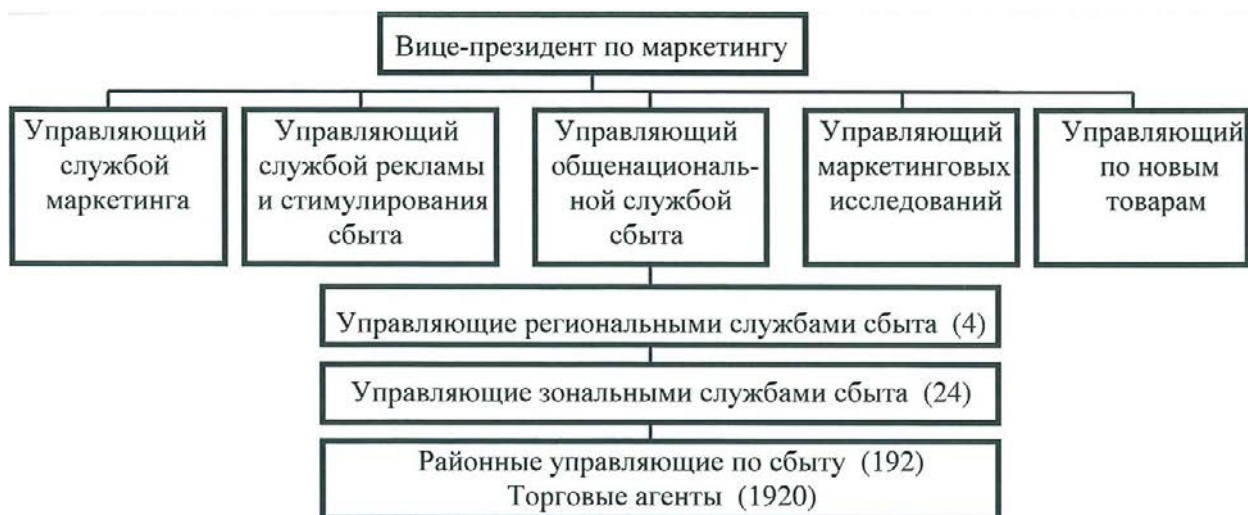 Вице-президент по маркетингу
Управляющий
службой
маркетинга
Управляющий
службой рекламы
и стимулирования
сбыта
Управляющий
общенациональ-
ной службой
сбыта
Управляющий
маркетинговых
исследований
Управляющий
по новым
товарам
Управляющие региональными службами сбыта (4)
Управляющие зональными службами сбыта (24)
Районные управляющие по сбыту (192)
Торговые агенты (1920)